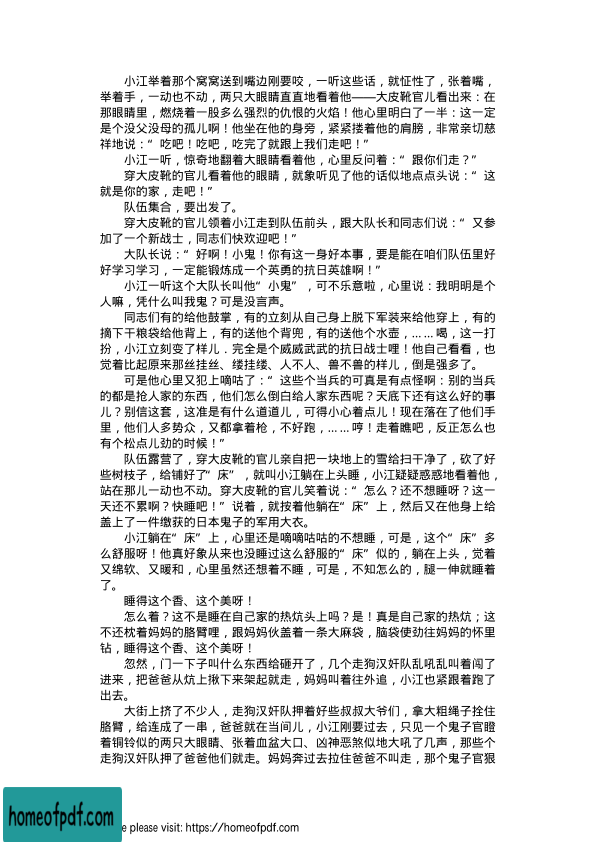 小江举着那个窝窝送到嘴边刚要咬，一听这些话，就怔性了，张着嘴，
举着手，一动也不动，两只大眼睛直直地看着他——大皮靴官儿看出来：在
那眼睛里，燃烧着一股多么强烈的仇恨的火焰！他心里明白了一半：这一定
是个没父没母的孤儿啊！他坐在他的身旁，紧紧搂着他的肩膀，非常亲切慈
祥地说：“吃吧！吃吧，吃完了就跟上我们走吧！”
小江一听，惊奇地翻着大眼睛看着他，心里反问着：“跟你们走？”
穿大皮靴的官儿看着他的眼睛，就象听见了他的话似地点点头说：“这
就是你的家，走吧！”
队伍集合，要出发了。
穿大皮靴的官儿领着小江走到队伍前头，跟大队长和同志们说：“又参
加了一个新战士，同志们快欢迎吧！”
大队长说：“好啊！小鬼！你有这一身好本事，要是能在咱们队伍里好
好学习学习，一定能锻炼成一个英勇的抗日英雄啊！”
小江一听这个大队长叫他“小鬼”，可不乐意啦，心里说：我明明是个
人嘛，凭什么叫我鬼？可是没言声。
同志们有的给他鼓掌，有的立刻从自己身上脱下军装来给他穿上，有的
摘下干粮袋给他背上，有的送他个背兜，有的送他个水壶，……喝，这一打
扮，小江立刻变了样儿．完全是个威威武武的抗日战士哩！他自己看看，也
觉着比起原来那丝挂丝、缕挂缕、人不人、兽不兽的样儿，倒是强多了。
可是他心里又犯上嘀咕了：“这些个当兵的可真是有点怪啊：别的当兵
的都是抢人家的东西，他们怎么倒白给人家东西呢？天底下还有这么好的事
儿？别信这套，这准是有什么道道儿，可得小心着点儿！现在落在了他们手
里，他们人多势众，又都拿着枪，不好跑，……哼！走着瞧吧，反正怎么也
有个松点儿劲的时候！”
队伍露营了，穿大皮靴的官儿亲自把一块地上的雪给扫干净了，砍了好
些树枝子，给铺好了“床”，就叫小江躺在上头睡，小江疑疑惑惑地看着他，
站在那儿一动也不动。穿大皮靴的官儿笑着说：“怎么？还不想睡呀？这一
天还不累啊？快睡吧！”说着，就按着他躺在“床”上，然后又在他身上给
盖上了一件缴获的日本鬼子的军用大衣。
小江躺在“床”上，心里还是嘀嘀咕咕的不想睡，可是，这个“床”多
么舒服呀！他真好象从来也没睡过这么舒服的“床”似的，躺在上头，觉着
又绵软、又暖和，心里虽然还想着不睡，可是，不知怎么的，腿一伸就睡着
了。
睡得这个香、这个美呀！
怎么着？这不是睡在自己家的热炕头上吗？是！真是自己家的热炕；这
不还枕着妈妈的胳臂哩，跟妈妈伙盖着一条大麻袋，脑袋使劲往妈妈的怀里
钻，睡得这个香、这个美呀！
忽然，门一下子叫什么东西给砸开了，几个走狗汉奸队乱吼乱叫着闯了
进来，把爸爸从炕上揪下来架起就走，妈妈叫着往外追，小江也紧跟着跑了
出去。
大街上挤了不少人，走狗汉奸队押着好些叔叔大爷们，拿大粗绳子拴住
胳臂，给连成了一串，爸爸就在当间儿，小江刚要过去，只见一个鬼子官瞪
着铜铃似的两只大眼睛、张着血盆大口、凶神恶煞似地大吼了几声，那些个
走狗汉奸队押了爸爸他们就走。妈妈奔过去拉住爸爸不叫走，那个鬼子官狠
homeofpdf.com
e please visit: https://homeofpdf.com